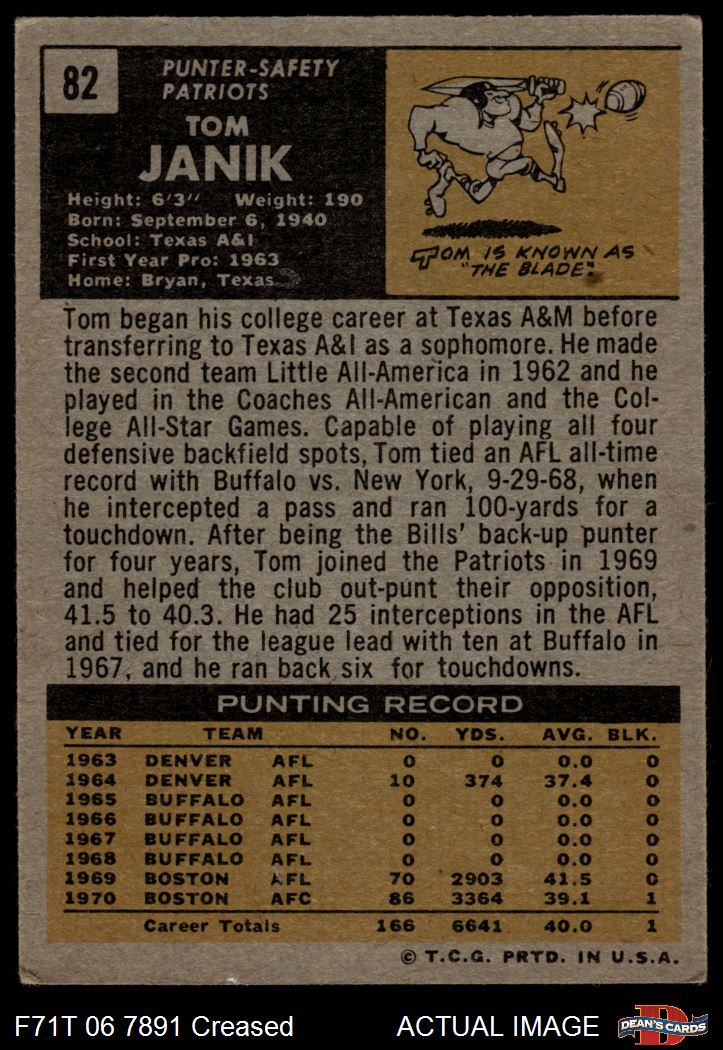 82
PUNTER-SAFETY
PATRIOTS
TOM
JANIK
Height: 6'3" Weight: 190
Born: September 6, 1940
School: Texas A&I
First Year Pro: 1963
Home: Bryan, Texas
TOM IS KNOWN AS
"THE BLADE".
Tom began his college career at Texas A&M before
transferring to Texas A&I as a sophomore. He made
the second team Little All-America in 1962 and he
played in the Coaches All-American and the Col-
lege All-Star Games. Capable of playing all four
defensive backfield spots, Tom tied an AFL all-time
record with Buffalo vs. New York, 9-29-68, when
he intercepted a pass and ran 100-yards for a
touchdown. After being the Bills' back-up punter
for four years, Tom joined the Patriots in 1969
and helped the club out-punt their opposition,
41.5 to 40.3. He had 25 interceptions in the AFL
and tied for the league lead with ten at Buffalo in
1967, and he ran back six for touchdowns.
PUNTING RECORD
YEAR TEAM NO. YDS. AVG. BLK.
1963 DENVER AFL 0 0 0.0 0
1964 DENVER AFL 10 374 37.4 0
1965 BUFFALO AFL 0 0 0.0 0
1966 BUFFALO AFL 0 0 0.0 0
1967 BUFFALO AFL 0 0 0.0 0
1968 BUFFALO AFL 0 0 0.0 0
1969 BOSTON AFL 70 2903 41.5 0
1970 BOSTON AFC 86 3364 39.1 1
Career Totals 166 6641 40.0 1
© T.C.G. PRTD. IN U.S.A.
F71T 06 7891 Creased ACTUAL IMAGE D DEAN'S CARDS